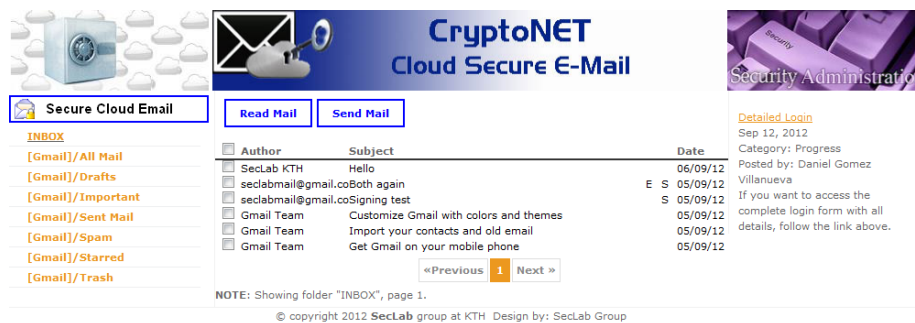 CryptoNET
Cloud Secure E-Mail
Security
Security Administratio
Secure Cloud Email
INBOX
[Gmail]/All Mail
[Gmail]/Drafts
[Gmail]/Important
[Gmail]/Sent Mail
[Gmail]/Spam
[Gmail]/Starred
[Gmail]/Trash
Read Mail Send Mail
Author Subject Date
SecLab KTH Hello 06/09/12
seclabmail@gmail.coBoth again E S 05/09/12
seclabmail@gmail.coSigning test S 05/09/12
Gmail Team Customize Gmail with colors and themes 05/09/12
Gmail Team Import your contacts and old email 05/09/12
Gmail Team Get Gmail on your mobile phone 05/09/12
«Previous 1 Next »
NOTE: Showing folder "INBOX", page 1.
Detailed Login
Sep 12, 2012
Category: Progress
Posted by: Daniel Gomez
Villanueva
If you want to access the
complete login form with all
details, follow the link above.
© copyright 2012 SecLab group at KTH Design by: SecLab Group